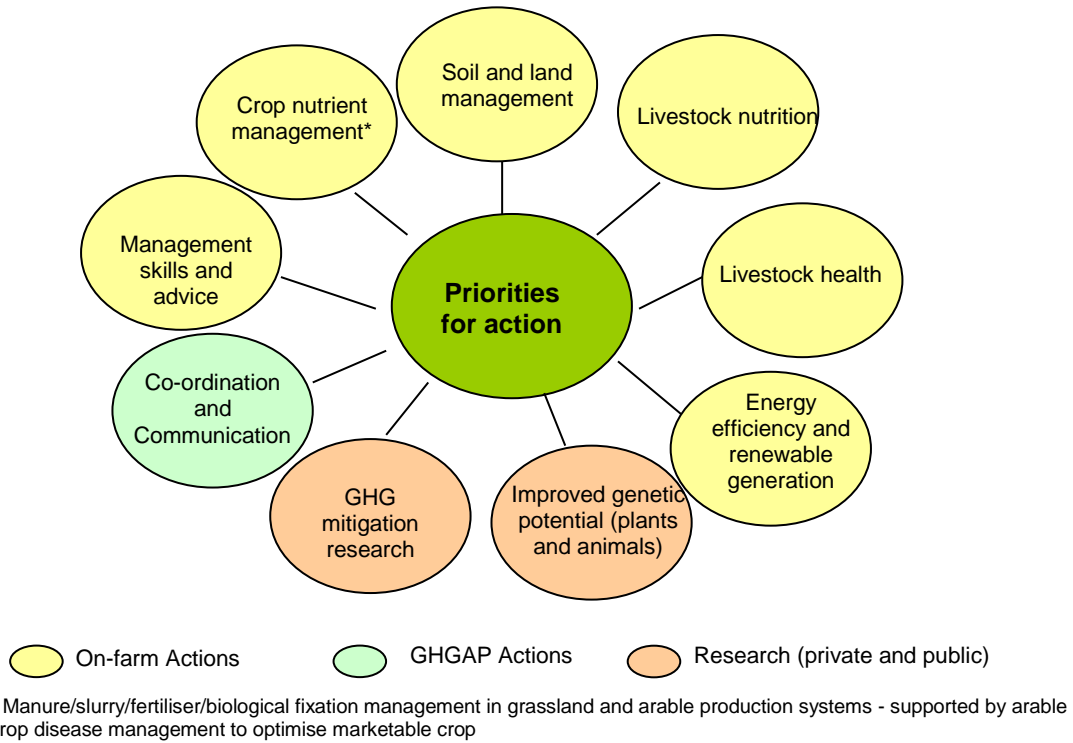 Soil and land
management
Crop nutrient
management*
Livestock nutrition
Management
skills and
advice
Livestock health
Priorities
for action
Co-ordination
and
Communication
Energy
efficiency and
renewable
generation
GHG
mitigation
research
Improved genetic
potential (plants
and animals)
On-farm Actions
GHGAP Actions
Research (private and public)
Manure/slurry/fertiliser/biological fixation management in grassland and arable production systems - supported by arable
rop disease management to optimise marketable crop